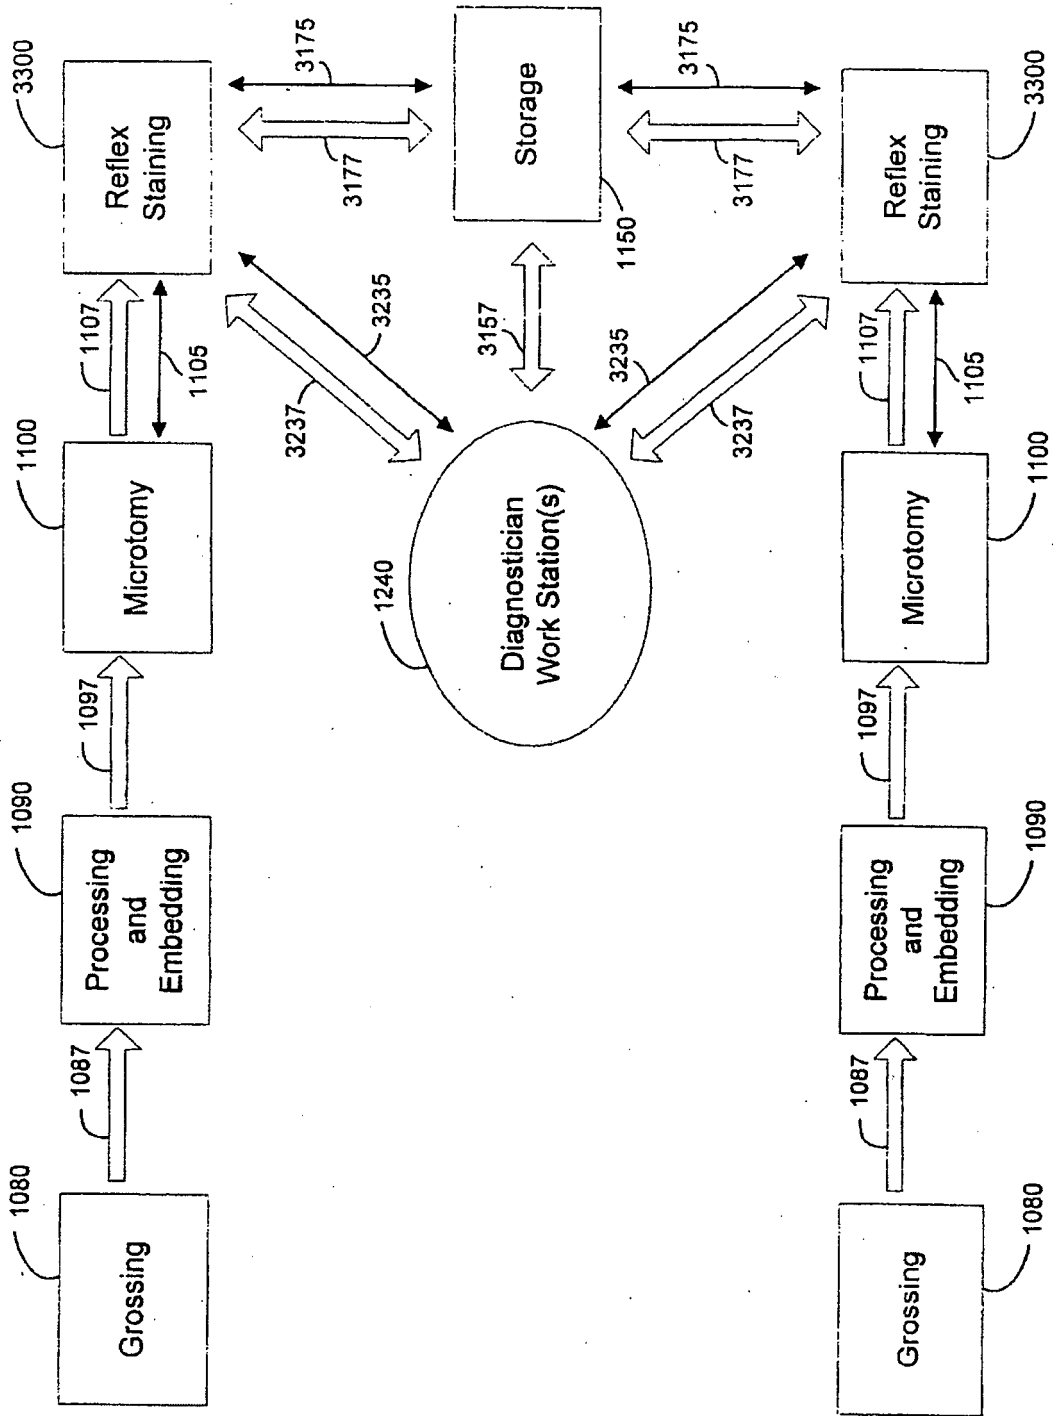 1080
Grossing
1087
1090
Processing
and
Embedding
1097
1100
Microtomy
1107
1105
3300
Reflex
Staining
3237
3235
3177
3175
1240
Diagnostician
Work Station(s)
3157
Storage
1150
3235
3237
3177
3175
Grossing
1080
1087
Processing
and
Embedding
1090
1097
Microtomy
1100
1107
1105
Reflex
Staining
3300